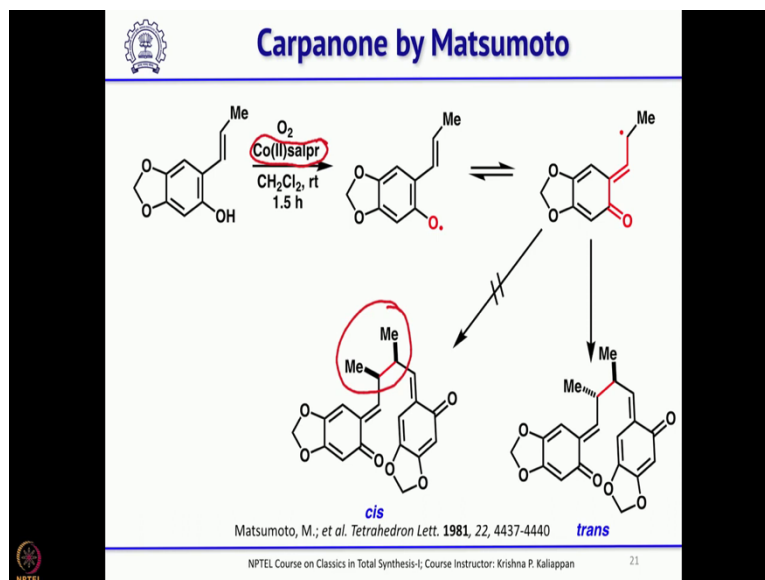 Carpanone by Matsumoto
Me
O₂
Co(II)salpr
CH₂Cl₂, rt
1.5 h
O
O
OH
Me
O
O
O•
Me
O
O
O
Me
Me
O
O
O
O
O
O
cis
Me
Me
O
O
O
O
O
O
trans
Matsumoto, M.; et al. Tetrahedron Lett. 1981, 22, 4437-4440
NPTEL Course on Classics in Total Synthesis-I; Course Instructor: Krishna P. Kaliappan
21
NPTEL